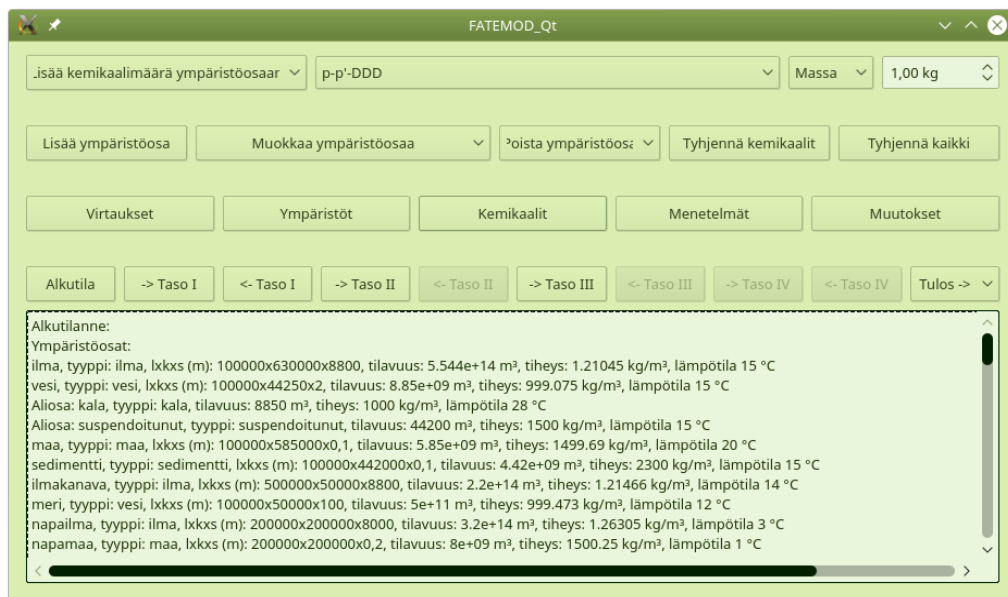 FATEMOD_Qt
isää kemikaalimäärä ympäristöosaar p-p'-DDD Massa 1,00 kg
Lisää ympäristöosa Muokkaa ympäristöosaa oista ympäristöosa Tyhjennä kemikaalit Tyhjennä kaikki
Virtaukset Ympäristöt Kemikaalit Menetelmät Muutokset
Alkutila -> Taso I <- Taso I -> Taso II <- Taso II -> Taso III <- Taso III -> Taso IV <- Taso IV Tulos ->
Alkutilanne:
Ympäristöosat:
ilma, tyyppi: ilma, lxkxs (m): 100000x630000x8800, tilavuus: 5.544e+14 m³, tiheys: 1.21045 kg/m³, lämpötila 15 °C
vesi, tyyppi: vesi, lxkxs (m): 100000x44250x2, tilavuus: 8.85e+09 m³, tiheys: 999.075 kg/m³, lämpötila 15 °C
Aliosa: kala, tyyppi: kala, tilavuus: 8850 m³, tiheys: 1000 kg/m³, lämpötila 28 °C
Aliosa: suspendoitunut, tyyppi: suspendoitunut, tilavuus: 44200 m³, tiheys: 1500 kg/m³, lämpötila 15 °C
maa, tyyppi: maa, lxkxs (m): 100000x585000x0,1, tilavuus: 5.85e+09 m³, tiheys: 1499.69 kg/m³, lämpötila 20 °C
sedimentti, tyyppi: sedimentti, lxkxs (m): 100000x442000x0,1, tilavuus: 4.42e+09 m³, tiheys: 2300 kg/m³, lämpötila 15 °C
ilmakanava, tyyppi: ilma, lxkxs (m): 500000x50000x8800, tilavuus: 2.2e+14 m³, tiheys: 1.21466 kg/m³, lämpötila 14 °C
meri, tyyppi: vesi, lxkxs (m): 100000x50000x100, tilavuus: 5e+11 m³, tiheys: 999.473 kg/m³, lämpötila 12 °C
napailma, tyyppi: ilma, lxkxs (m): 200000x200000x8000, tilavuus: 3.2e+14 m³, tiheys: 1.26305 kg/m³, lämpötila 3 °C
napamaa, tyyppi: maa, lxkxs (m): 200000x200000x0,2, tilavuus: 8e+09 m³, tiheys: 1500.25 kg/m³, lämpötila 1 °C